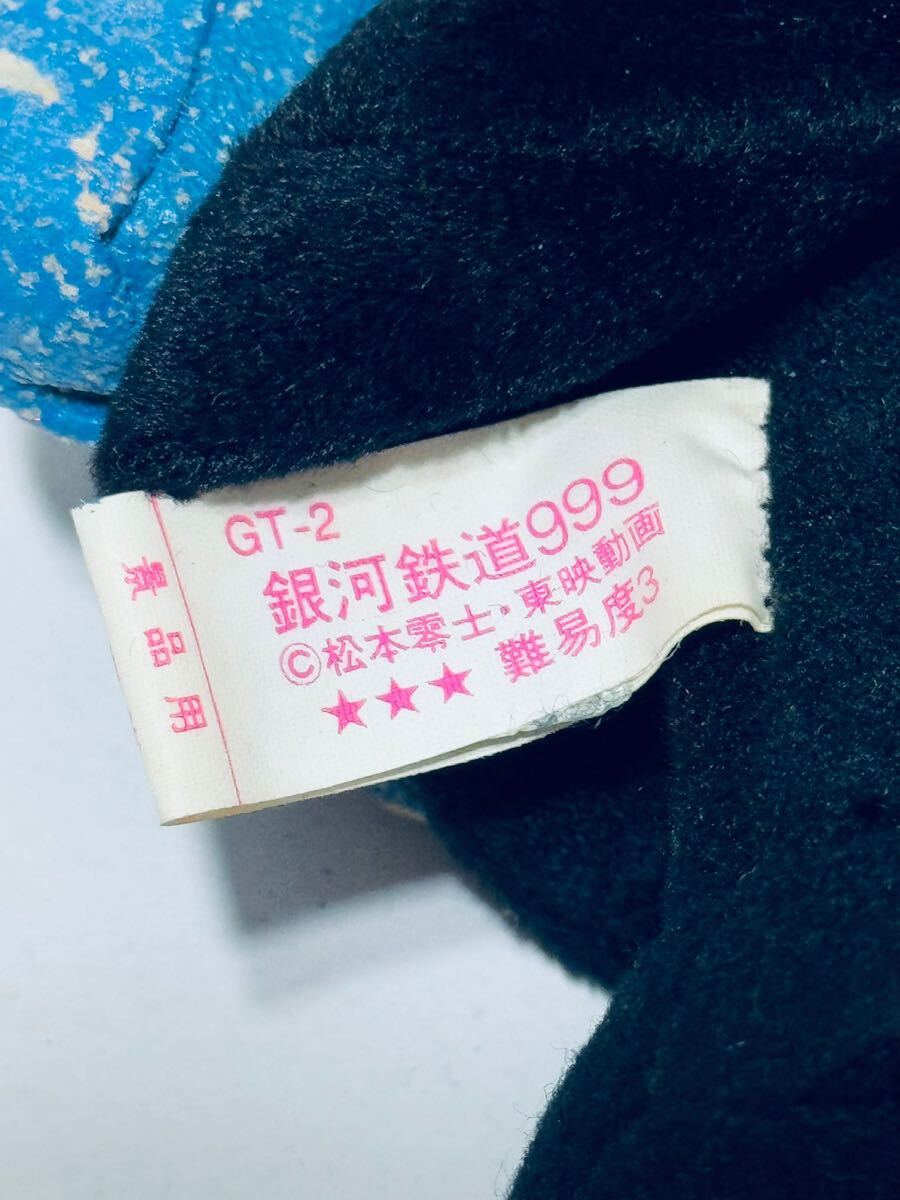 GT-2
銀河鉄道999
©松本零士・東映動画
★★★ 難易度3
景品用